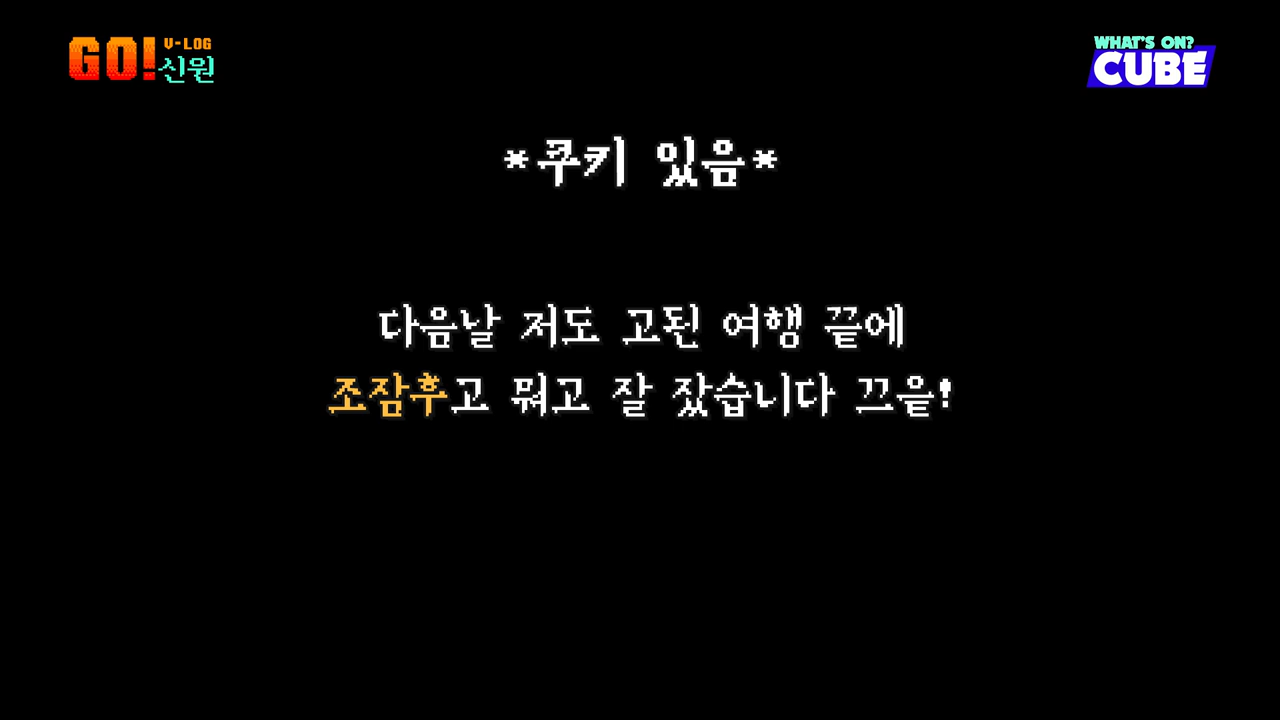 GO! V-LOG 신원
WHAT'S ON? CUBE
*쿠키 있음*
다음날 저도 고된 여행 끝에
조잠후고 뭐고 잘 잤습니다 끄읕!